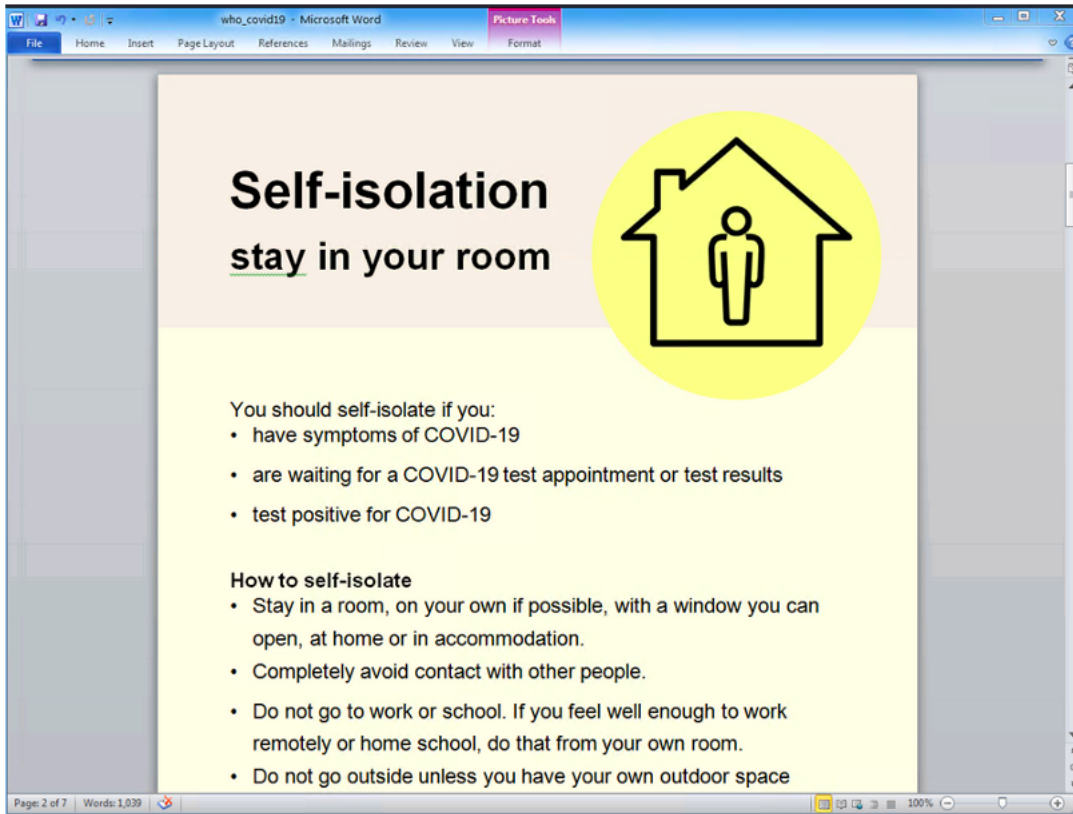 who_covid19 - Microsoft Word
Picture Tools
File Home Insert Page Layout References Mailings Review View Format
Self-isolation
stay in your room
You should self-isolate if you:
• have symptoms of COVID-19
• are waiting for a COVID-19 test appointment or test results
• test positive for COVID-19
How to self-isolate
• Stay in a room, on your own if possible, with a window you can
open, at home or in accommodation.
• Completely avoid contact with other people.
• Do not go to work or school. If you feel well enough to work
remotely or home school, do that from your own room.
• Do not go outside unless you have your own outdoor space
Page: 2 of 7 Words: 1,039 100%